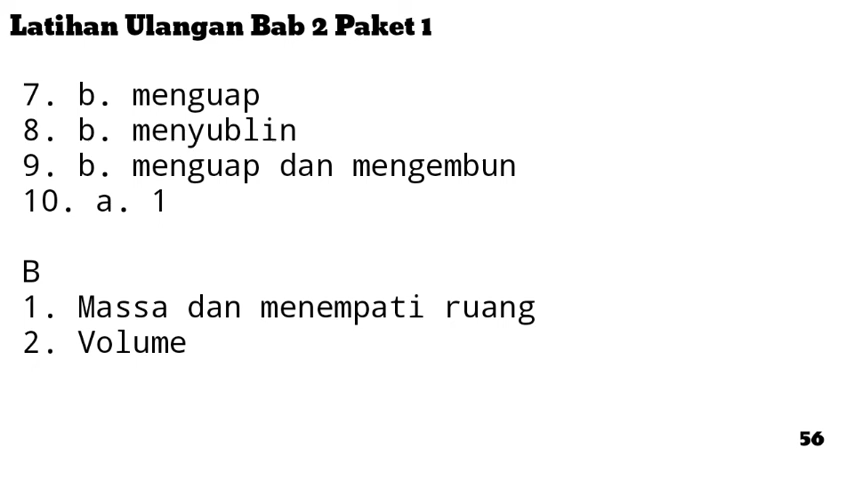 Latihan Ulangan Bab 2 Paket 1
7. b. menguap
8. b. menyublin
9. b. menguap dan mengembun
10. a. 1
B
1. Massa dan menempati ruang
2. Volume
56